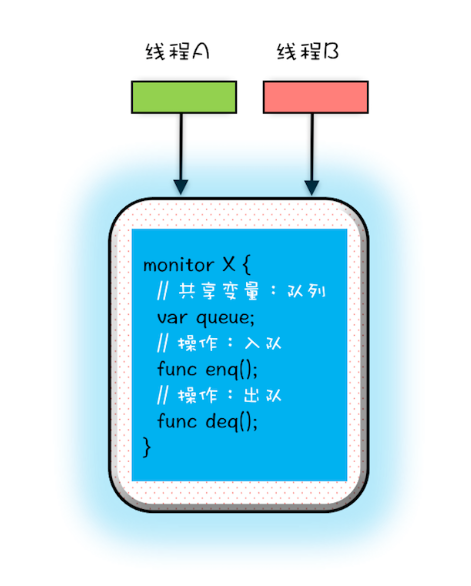 线程A
线程B
monitor X {
// 共享变量：队列
var queue;
// 操作：入队
func enq();
// 操作：出队
func deq();
}